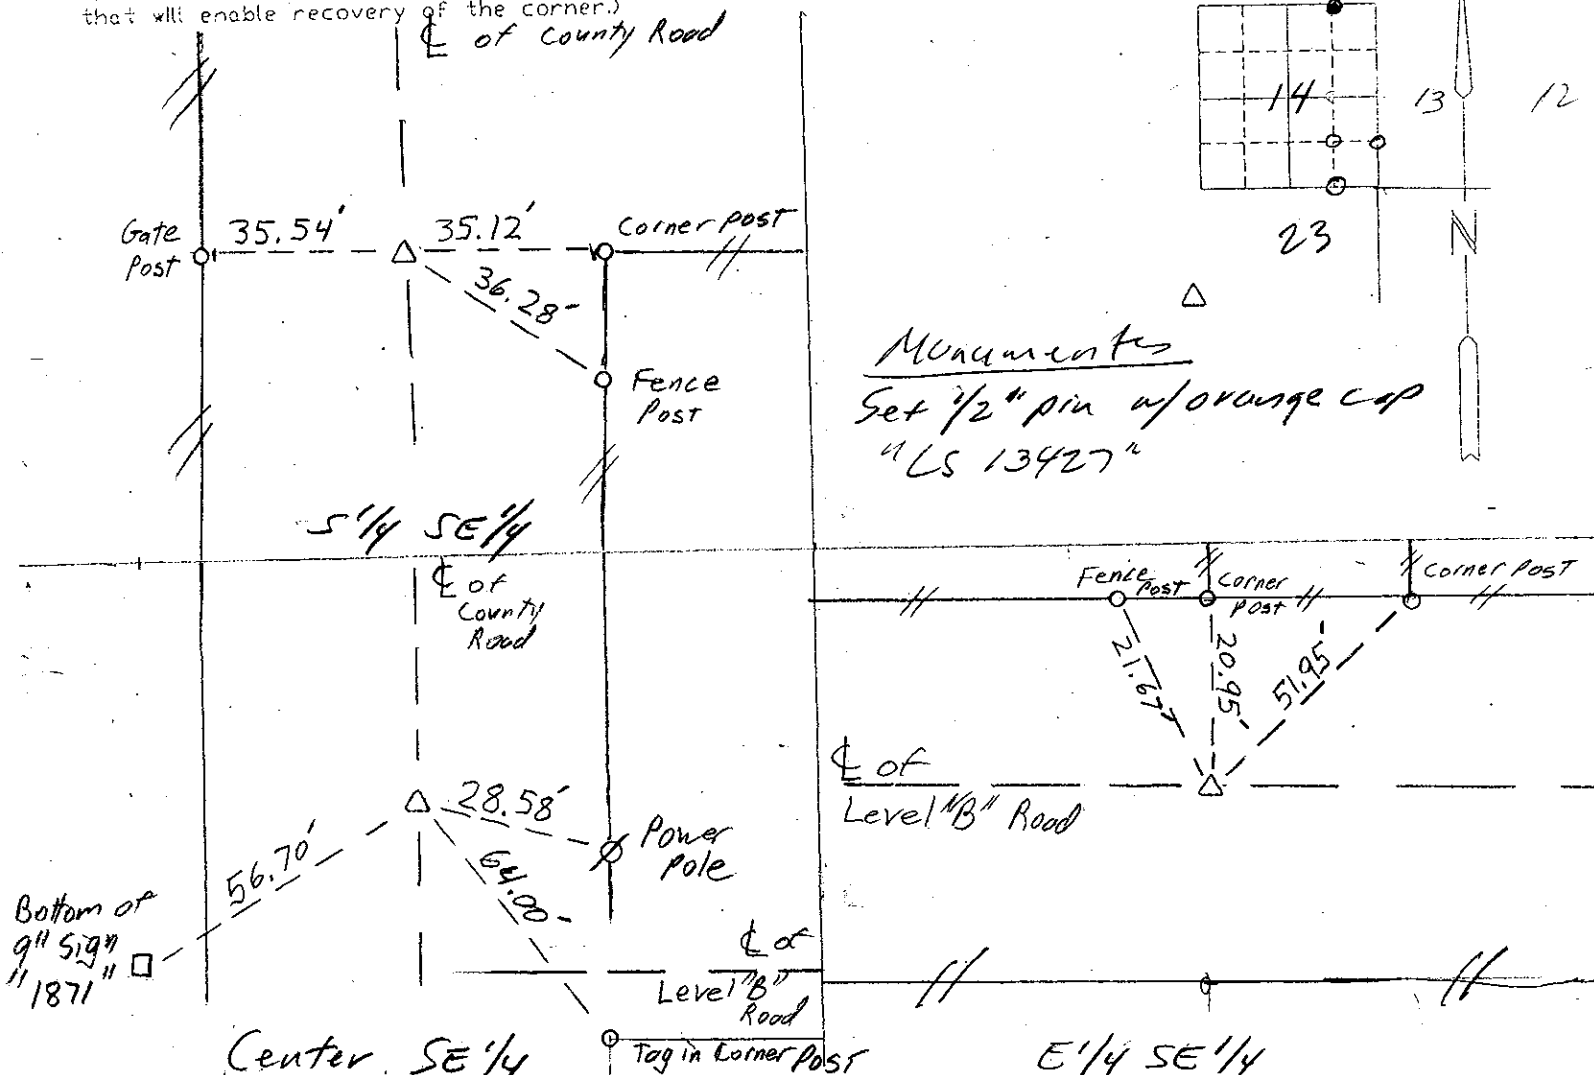 that will enable recovery of the corner.)
℄ of County Road
Gate
Post
35.54'
35.12'
Corner post
36.28'
Fence
Post
S 1/4 SE 1/4
14
13
12
23
N
Monuments
Set 1/2" pin w/orange cap
"LS 13427"
℄ of
County
Road
28.58'
Power
Pole
56.70'
64.00'
Bottom of
9" Sign
"1871"
℄ of
Level "B"
Road
Tag in Corner Post
Center SE 1/4
Fence
Post
Corner
Post
Corner Post
21.67'
20.95'
51.95'
℄ of
Level "B" Road
E 1/4 SE 1/4